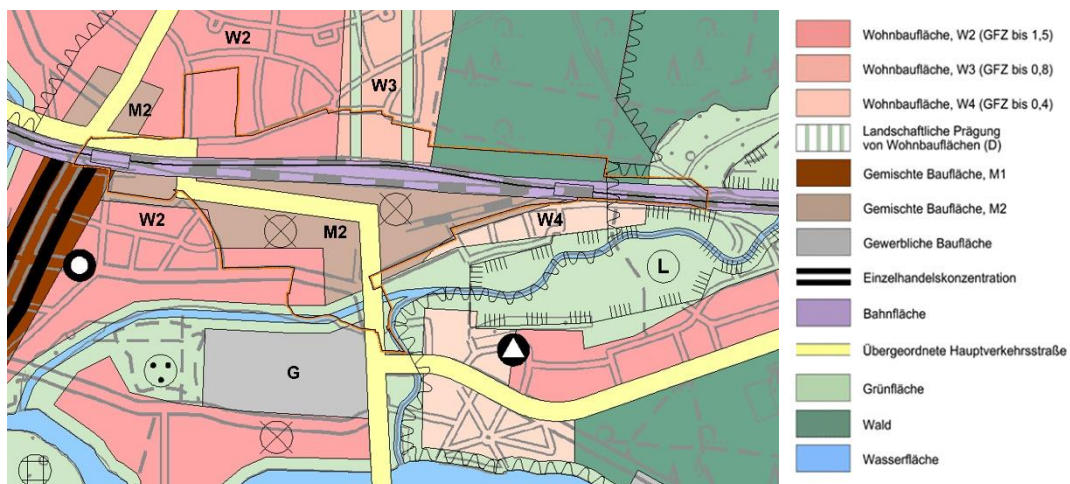 W2
W3
M2
W2
M2
W4
L
G
Wohnbaufläche, W2 (GFZ bis 1,5)
Wohnbaufläche, W3 (GFZ bis 0,8)
Wohnbaufläche, W4 (GFZ bis 0,4)
Landschaftliche Prägung
von Wohnbauflächen (D)
Gemischte Baufläche, M1
Gemischte Baufläche, M2
Gewerbliche Baufläche
Einzelhandelskonzentration
Bahnfläche
Übergeordnete Hauptverkehrsstraße
Grünfläche
Wald
Wasserfläche